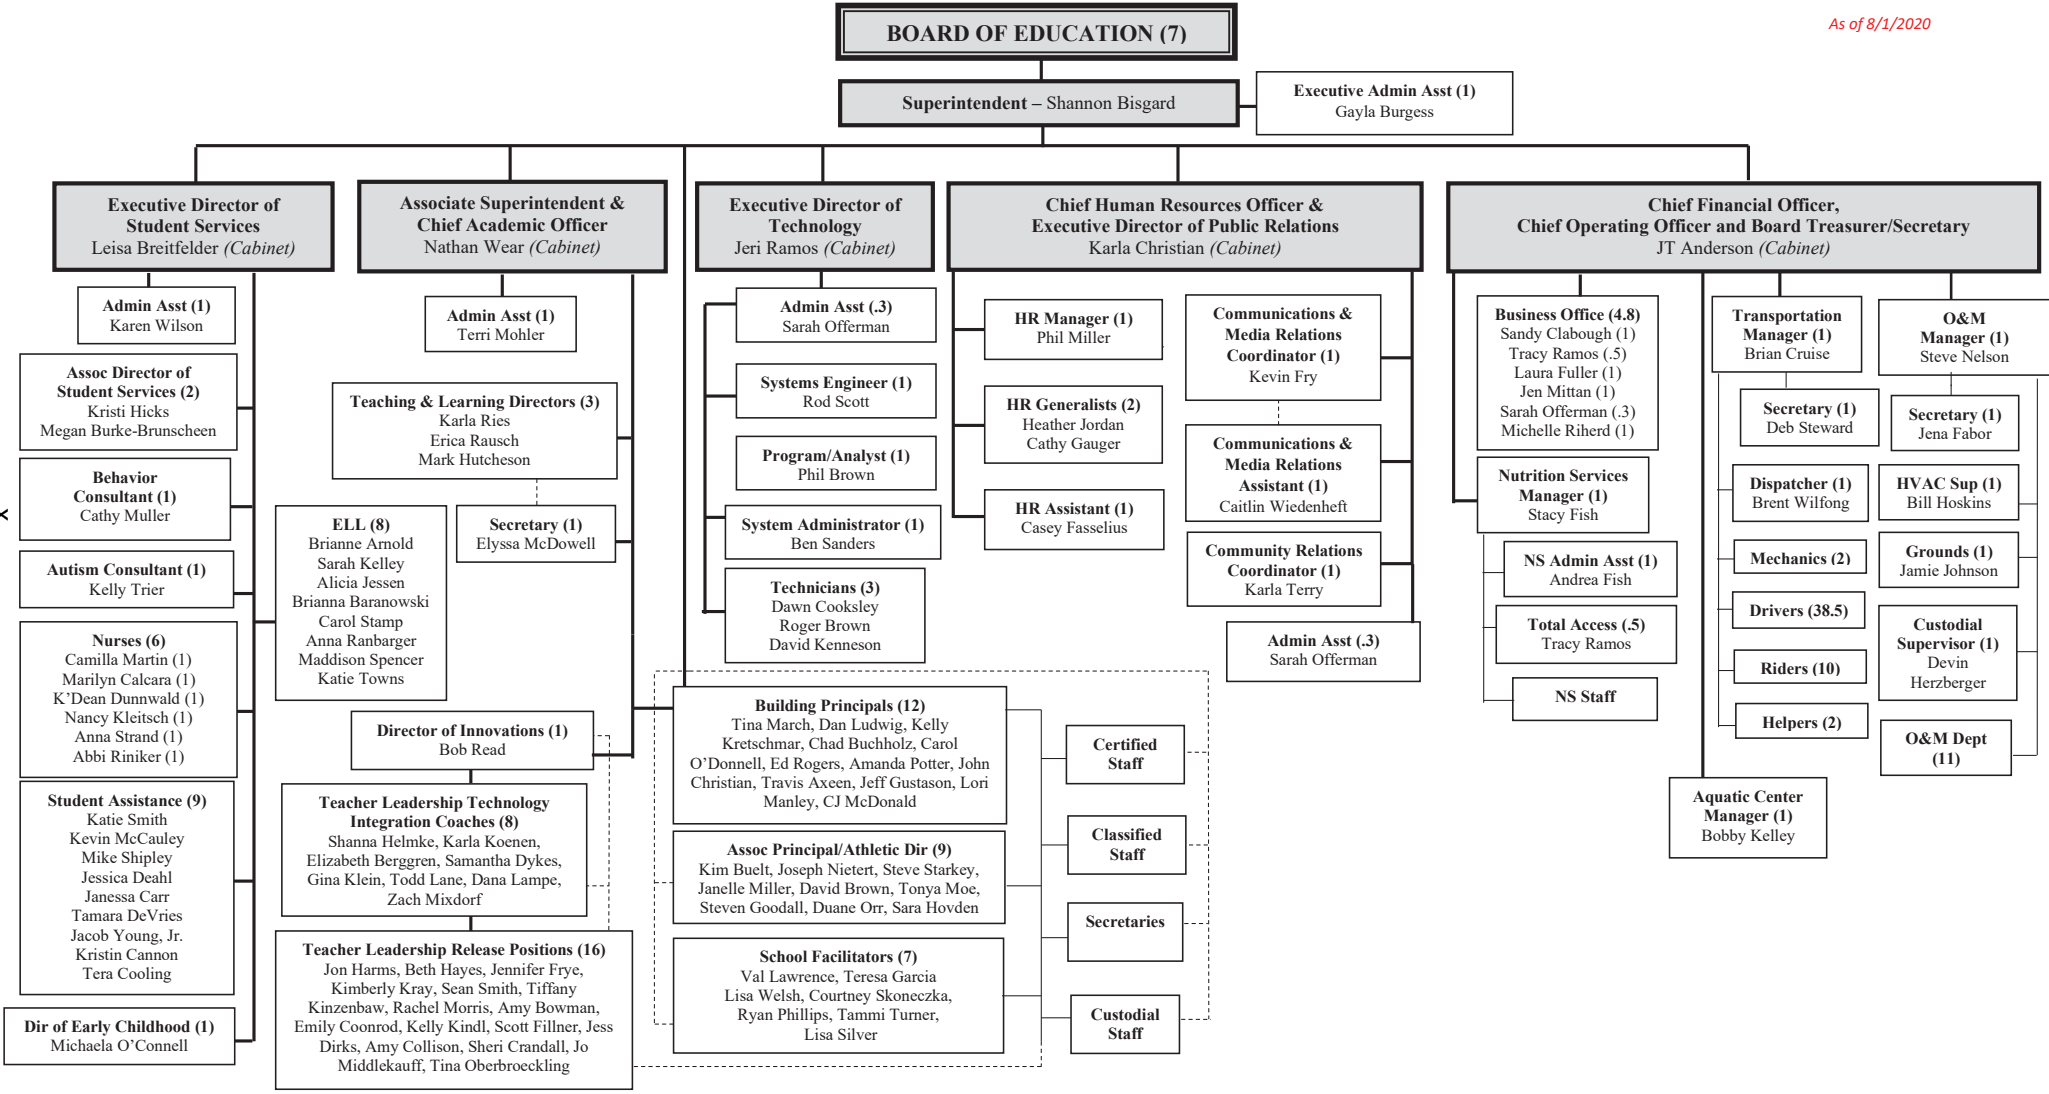 BOARD OF EDUCATION (7)
As of 8/1/2020
Superintendent – Shannon Bisgard
Executive Admin Asst (1)
Gayla Burgess
Executive Director of
Student Services
Leisa Breitfelder (Cabinet)
Associate Superintendent &
Chief Academic Officer
Nathan Wear (Cabinet)
Executive Director of
Technology
Jeri Ramos (Cabinet)
Chief Human Resources Officer &
Executive Director of Public Relations
Karla Christian (Cabinet)
Chief Financial Officer,
Chief Operating Officer and Board Treasurer/Secretary
JT Anderson (Cabinet)
Admin Asst (1)
Karen Wilson
Assoc Director of
Student Services (2)
Kristi Hicks
Megan Burke-Brunscheen
Behavior
Consultant (1)
Cathy Muller
Autism Consultant (1)
Kelly Trier
Nurses (6)
Camilla Martin (1)
Marilyn Calcara (1)
K’Dean Dunnwald (1)
Nancy Kleitsch (1)
Anna Strand (1)
Abbi Riniker (1)
Student Assistance (9)
Katie Smith
Kevin McCauley
Mike Shipley
Jessica Deahl
Janessa Carr
Tamara DeVries
Jacob Young, Jr.
Kristin Cannon
Tera Cooling
Dir of Early Childhood (1)
Michaela O’Connell
ELL (8)
Brianne Arnold
Sarah Kelley
Alicia Jessen
Brianna Baranowski
Carol Stamp
Anna Ranbarger
Maddison Spencer
Katie Towns
Admin Asst (1)
Terri Mohler
Teaching & Learning Directors (3)
Karla Ries
Erica Rausch
Mark Hutcheson
Secretary (1)
Elyssa McDowell
Director of Innovations (1)
Bob Read
Teacher Leadership Technology
Integration Coaches (8)
Shanna Helmke, Karla Koenen,
Elizabeth Berggren, Samantha Dykes,
Gina Klein, Todd Lane, Dana Lampe,
Zach Mixdorf
Teacher Leadership Release Positions (16)
Jon Harms, Beth Hayes, Jennifer Frye,
Kimberly Kray, Sean Smith, Tiffany
Kinzenbaw, Rachel Morris, Amy Bowman,
Emily Coonrod, Kelly Kindl, Scott Fillner, Jess
Dirks, Amy Collison, Sheri Crandall, Jo
Middlekauff, Tina Oberbroeckling
Admin Asst (.3)
Sarah Offerman
Systems Engineer (1)
Rod Scott
Program/Analyst (1)
Phil Brown
System Administrator (1)
Ben Sanders
Technicians (3)
Dawn Cooksley
Roger Brown
David Kenneson
Building Principals (12)
Tina March, Dan Ludwig, Kelly
Kretschmar, Chad Buchholz, Carol
O’Donnell, Ed Rogers, Amanda Potter, John
Christian, Travis Axeen, Jeff Gustason, Lori
Manley, CJ McDonald
Assoc Principal/Athletic Dir (9)
Kim Buelt, Joseph Nietert, Steve Starkey,
Janelle Miller, David Brown, Tonya Moe,
Steven Goodall, Duane Orr, Sara Hovden
School Facilitators (7)
Val Lawrence, Teresa Garcia
Lisa Welsh, Courtney Skoneczka,
Ryan Phillips, Tammi Turner,
Lisa Silver
Certified
Staff
Classified
Staff
Secretaries
Custodial
Staff
HR Manager (1)
Phil Miller
HR Generalists (2)
Heather Jordan
Cathy Gauger
HR Assistant (1)
Casey Fasselius
Communications &
Media Relations
Coordinator (1)
Kevin Fry
Communications &
Media Relations
Assistant (1)
Caitlin Wiedenheft
Community Relations
Coordinator (1)
Karla Terry
Admin Asst (.3)
Sarah Offerman
Business Office (4.8)
Sandy Clabough (1)
Tracy Ramos (.5)
Laura Fuller (1)
Jen Mittan (1)
Sarah Offerman (.3)
Michelle Riherd (1)
Nutrition Services
Manager (1)
Stacy Fish
NS Admin Asst (1)
Andrea Fish
Total Access (.5)
Tracy Ramos
NS Staff
Transportation
Manager (1)
Brian Cruise
Secretary (1)
Deb Steward
Dispatcher (1)
Brent Wilfong
Mechanics (2)
Drivers (38.5)
Riders (10)
Helpers (2)
Aquatic Center
Manager (1)
Bobby Kelley
O&M
Manager (1)
Steve Nelson
Secretary (1)
Jena Fabor
HVAC Sup (1)
Bill Hoskins
Grounds (1)
Jamie Johnson
Custodial
Supervisor (1)
Devin
Herzberger
O&M Dept
(11)